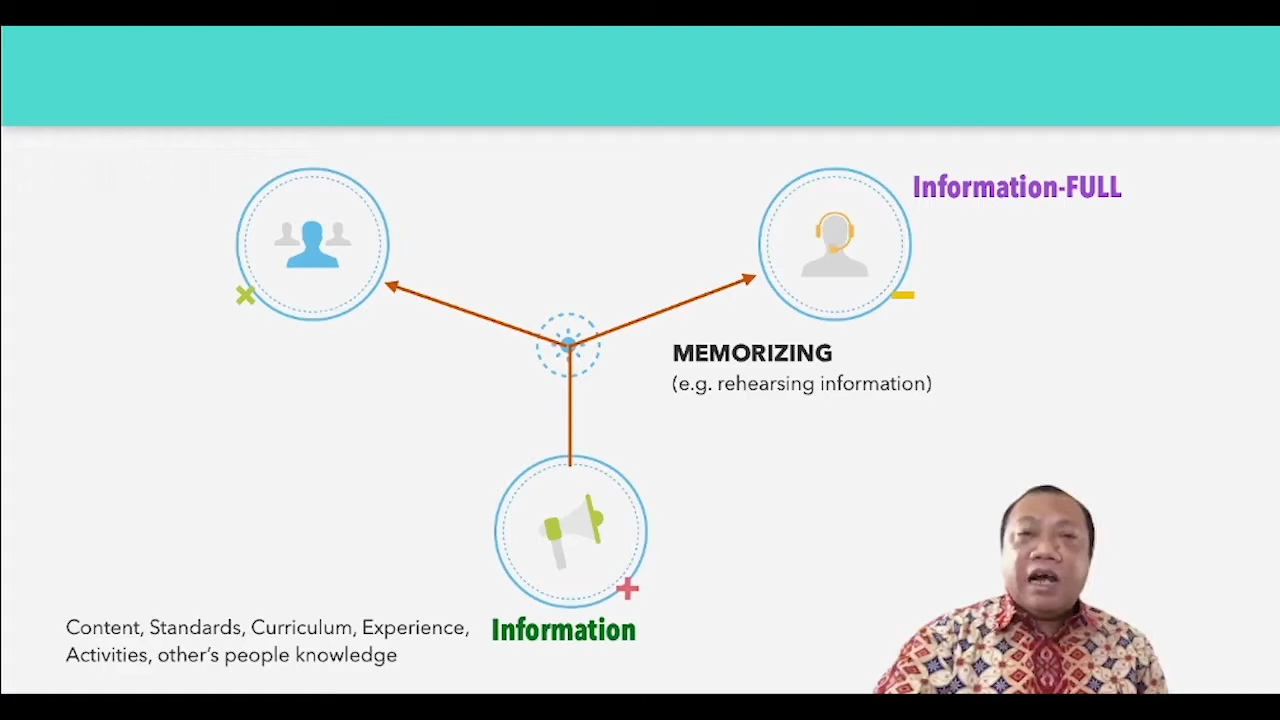 Information-FULL
MEMORIZING
(e.g. rehearsing information)
Content, Standards, Curriculum, Experience,
Activities, other's people knowledge
Information